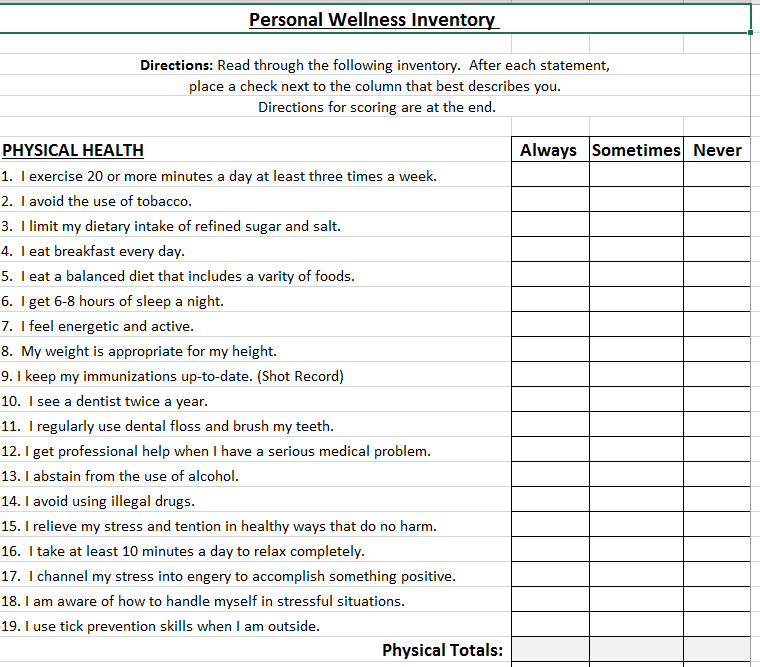 Personal Wellness Inventory
Directions: Read through the following inventory. After each statement,
place a check next to the column that best describes you.
Directions for scoring are at the end.
PHYSICAL HEALTH Always Sometimes Never
1. I exercise 20 or more minutes a day at least three times a week.
2. I avoid the use of tobacco.
3. I limit my dietary intake of refined sugar and salt.
4. I eat breakfast every day.
5. I eat a balanced diet that includes a varity of foods.
6. I get 6-8 hours of sleep a night.
7. I feel energetic and active.
8. My weight is appropriate for my height.
9. I keep my immunizations up-to-date. (Shot Record)
10. I see a dentist twice a year.
11. I regularly use dental floss and brush my teeth.
12. I get professional help when I have a serious medical problem.
13. I abstain from the use of alcohol.
14. I avoid using illegal drugs.
15. I relieve my stress and tention in healthy ways that do no harm.
16. I take at least 10 minutes a day to relax completely.
17. I channel my stress into engery to accomplish something positive.
18. I am aware of how to handle myself in stressful situations.
19. I use tick prevention skills when I am outside.
Physical Totals: